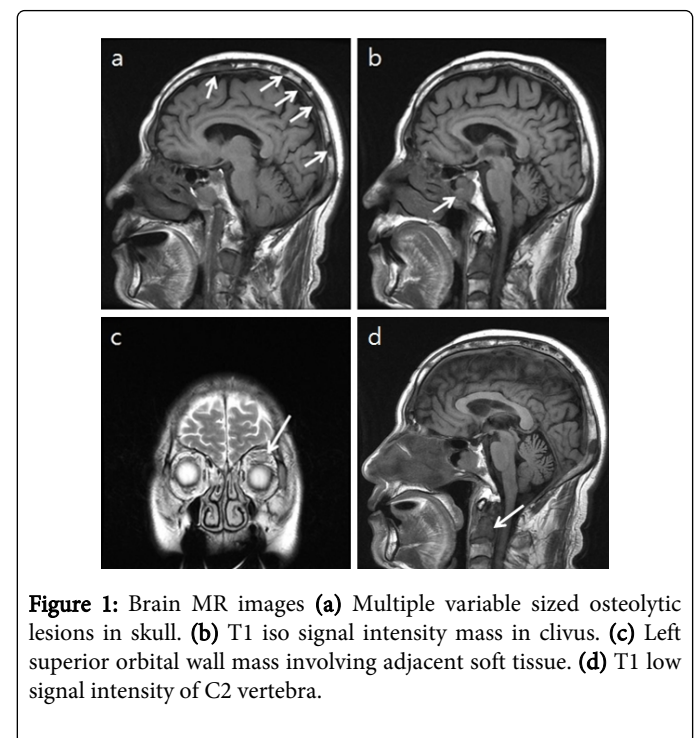 a
b
c
d
Figure 1: Brain MR images (a) Multiple variable sized osteolytic
lesions in skull. (b) T1 iso signal intensity mass in clivus. (c) Left
superior orbital wall mass involving adjacent soft tissue. (d) T1 low
signal intensity of C2 vertebra.